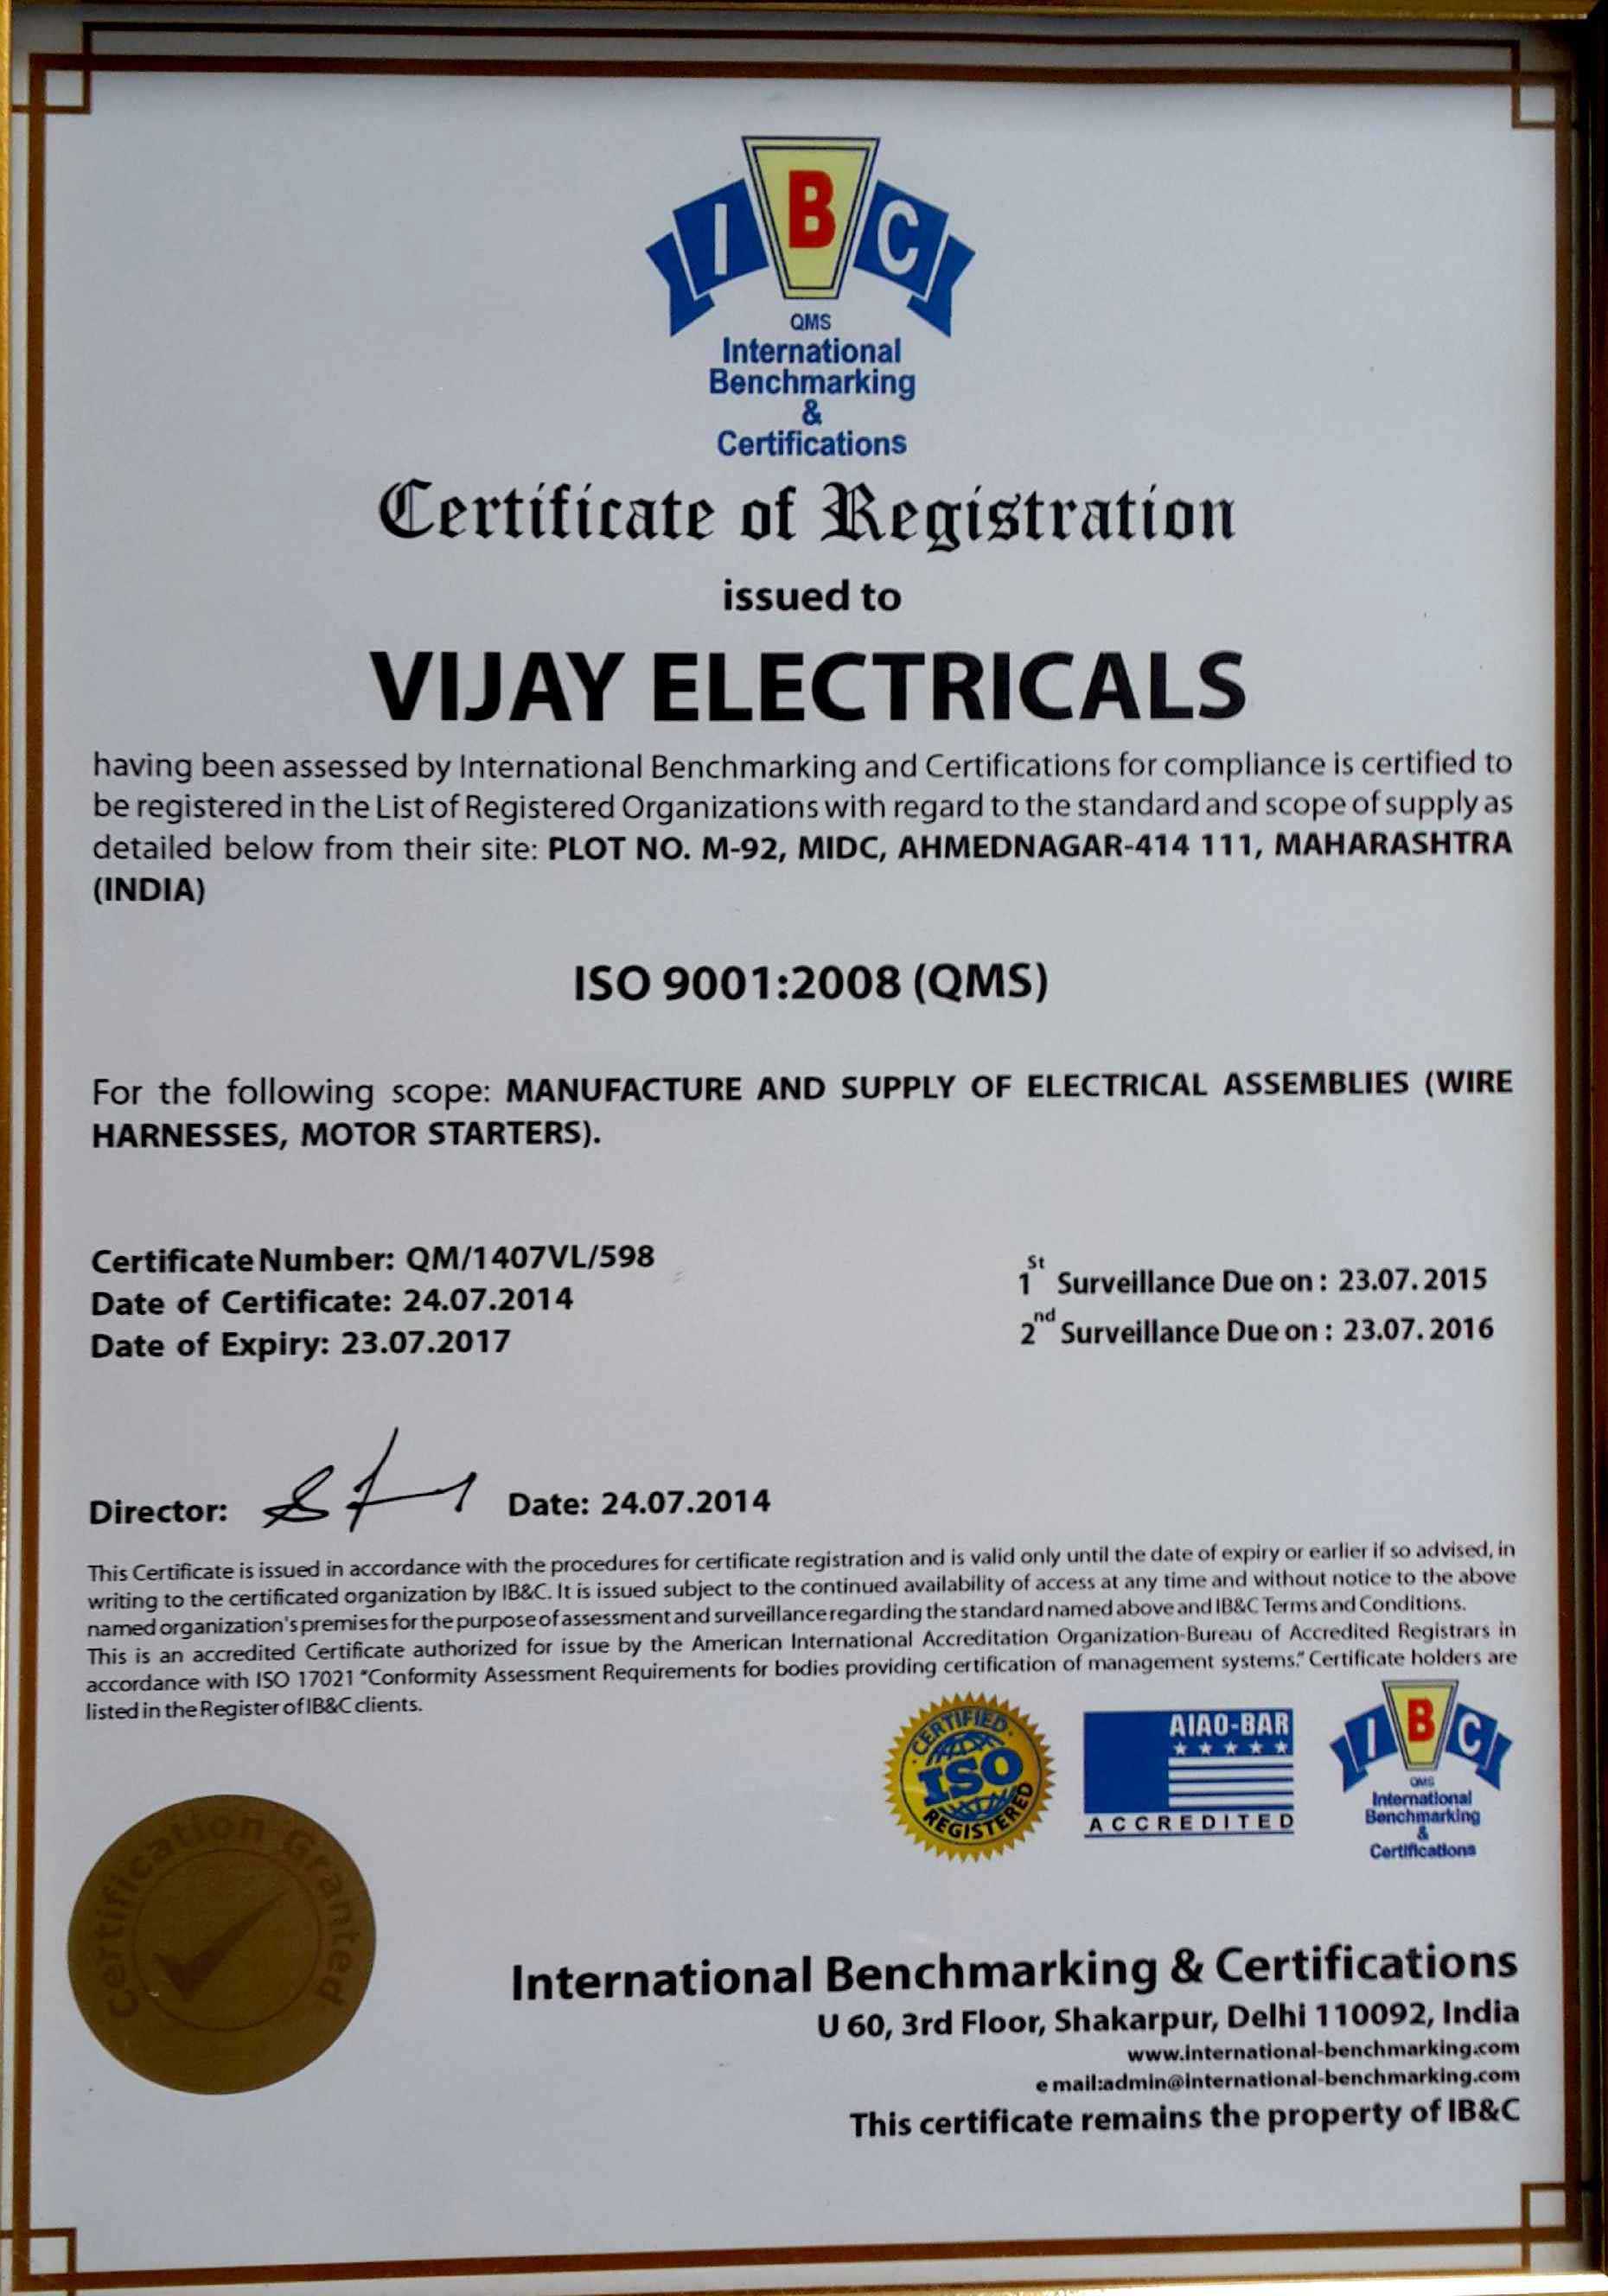 I B C
QMS
International
Benchmarking
&
Certifications
Certificate of Registration
issued to
VIJAY ELECTRICALS
having been assessed by International Benchmarking and Certifications for compliance is certified to
be registered in the List of Registered Organizations with regard to the standard and scope of supply as
detailed below from their site: PLOT NO. M-92, MIDC, AHMEDNAGAR-414 111, MAHARASHTRA
(INDIA)
ISO 9001:2008 (QMS)
For the following scope: MANUFACTURE AND SUPPLY OF ELECTRICAL ASSEMBLIES (WIRE
HARNESSES, MOTOR STARTERS).
Certificate Number: QM/1407VL/598
Date of Certificate: 24.07.2014
Date of Expiry: 23.07.2017
1St Surveillance Due on : 23.07.2015
2nd Surveillance Due on : 23.07.2016
Director: Date: 24.07.2014
This Certificate is issued in accordance with the procedures for certificate registration and is valid only until the date of expiry or earlier if so advised, in
writing to the certificated organization by IB&C. It is issued subject to the continued availability of access at any time and without notice to the above
named organization's premises for the purpose of assessment and surveillance regarding the standard named above and IB&C Terms and Conditions.
This is an accredited Certificate authorized for issue by the American International Accreditation Organization-Bureau of Accredited Registrars in
accordance with ISO 17021 "Conformity Assessment Requirements for bodies providing certification of management systems." Certificate holders are
listed in the Register of IB&C clients.
CERTIFIED
ISO
REGISTERED
AIAO-BAR
ACCREDITED
I B C
QMS
International
Benchmarking
&
Certifications
Certification Granted
International Benchmarking & Certifications
U 60, 3rd Floor, Shakarpur, Delhi 110092, India
www.international-benchmarking.com
e mail:admin@international-benchmarking.com
This certificate remains the property of IB&C